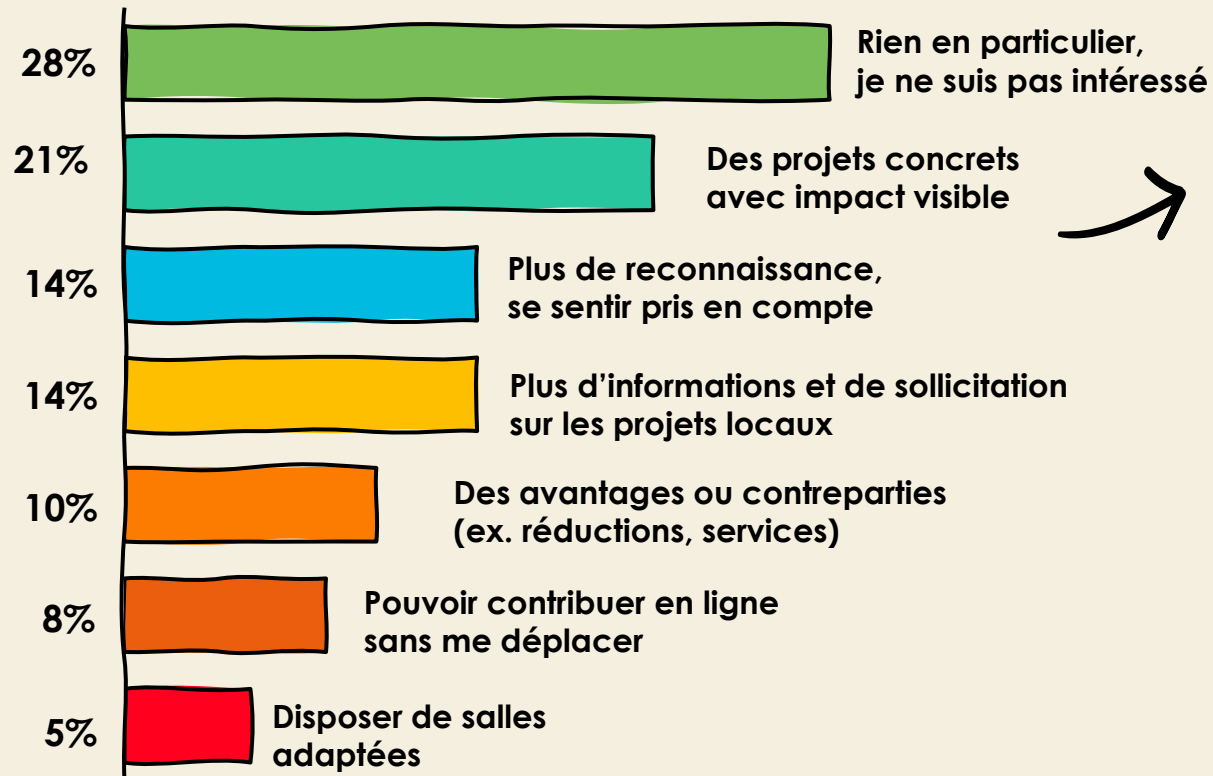 28%
Rien en particulier,
je ne suis pas intéressé
21%
Des projets concrets
avec impact visible
14%
Plus de reconnaissance,
se sentir pris en compte
14%
Plus d’informations et de sollicitation
sur les projets locaux
10%
Des avantages ou contreparties
(ex. réductions, services)
8%
Pouvoir contribuer en ligne
sans me déplacer
5%
Disposer de salles
adaptées